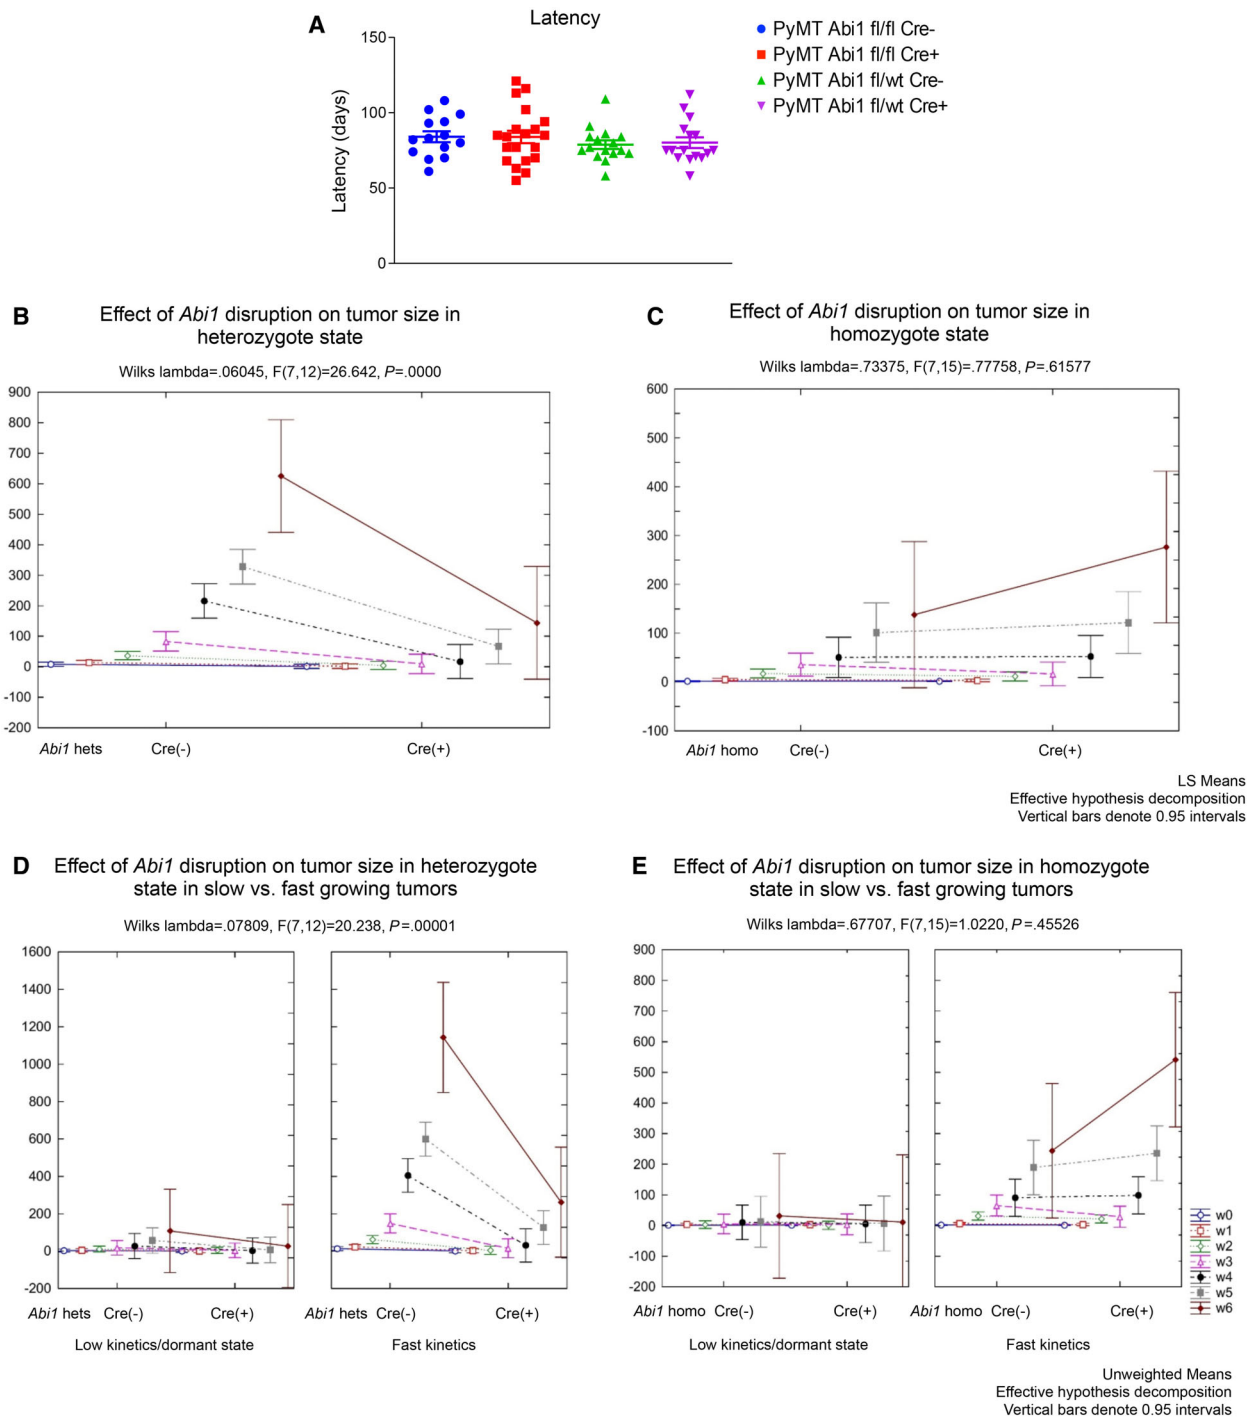 A
Latency
Latency (days)
150
100
50
0
PyMT Abi1 fl/fl Cre-
PyMT Abi1 fl/fl Cre+
PyMT Abi1 fl/wt Cre-
PyMT Abi1 fl/wt Cre+
B
Effect of Abi1 disruption on tumor size in
heterozygote state
Wilks lambda=.06045, F(7,12)=26.642, P=.0000
900
800
700
600
500
400
300
200
100
0
-100
-200
Abi1 hets Cre(-) Cre(+)
C
Effect of Abi1 disruption on tumor size in
homozygote state
Wilks lambda=.73375, F(7,15)=.77758, P=.61577
600
500
400
300
200
100
0
-100
Abi1 homo Cre(-) Cre(+)
LS Means
Effective hypothesis decomposition
Vertical bars denote 0.95 intervals
D
Effect of Abi1 disruption on tumor size in heterozygote
state in slow vs. fast growing tumors
Wilks lambda=.07809, F(7,12)=20.238, P=.00001
1600
1400
1200
1000
800
600
400
200
0
-200
Abi1 hets Cre(-) Cre(+)
Low kinetics/dormant state
Abi1 hets Cre(-) Cre(+)
Fast kinetics
E
Effect of Abi1 disruption on tumor size in homozygote
state in slow vs. fast growing tumors
Wilks lambda=.67707, F(7,15)=1.0220, P=.45526
900
800
700
600
500
400
300
200
100
0
-100
-200
Abi1 homo Cre(-) Cre(+)
Low kinetics/dormant state
Abi1 homo Cre(-) Cre(+)
Fast kinetics
w0
w1
w2
w3
w4
w5
w6
Unweighted Means
Effective hypothesis decomposition
Vertical bars denote 0.95 intervals